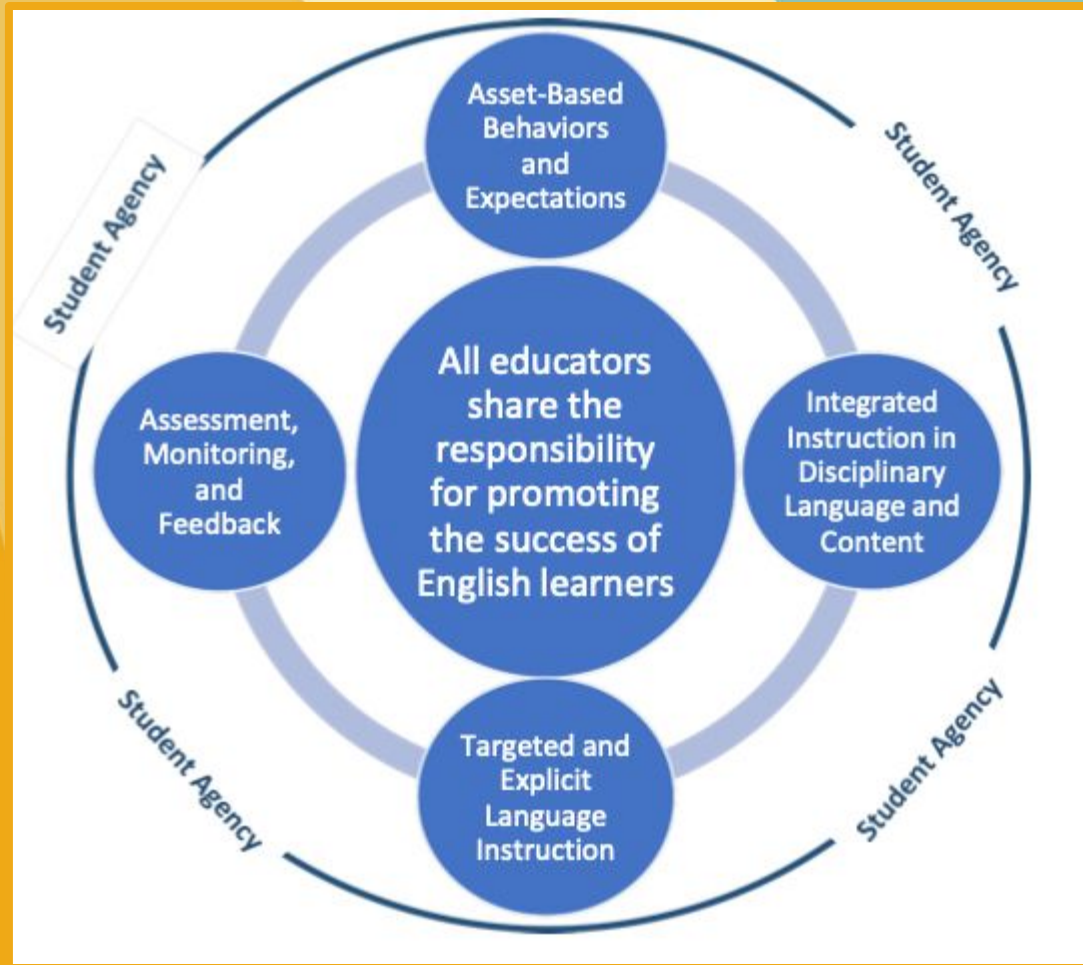 Asset-Based
Behaviors
and
Expectations
Student Agency
Student Agency
All educators
share the
responsibility
for promoting
the success of
English learners
Assessment,
Monitoring,
and
Feedback
Integrated
Instruction in
Disciplinary
Language and
Content
Targeted and
Explicit
Language
Instruction
Student Agency
Student Agency